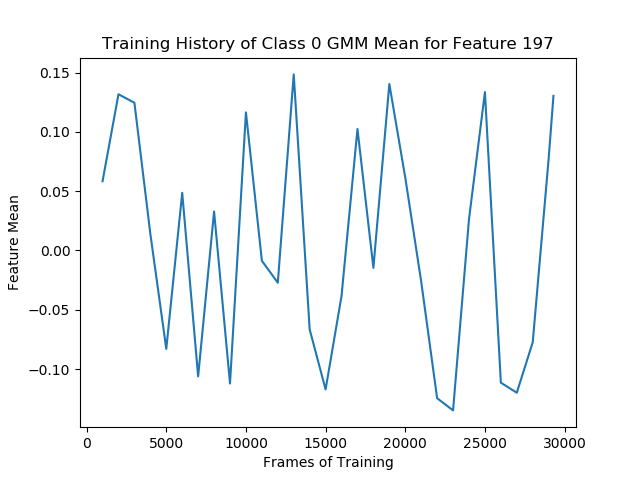 Training History of Class 0 GMM Mean for Feature 197
0.15
0.10
0.05
0.00
−0.05
−0.10
Feature Mean
0 5000 10000 15000 20000 25000 30000
Frames of Training